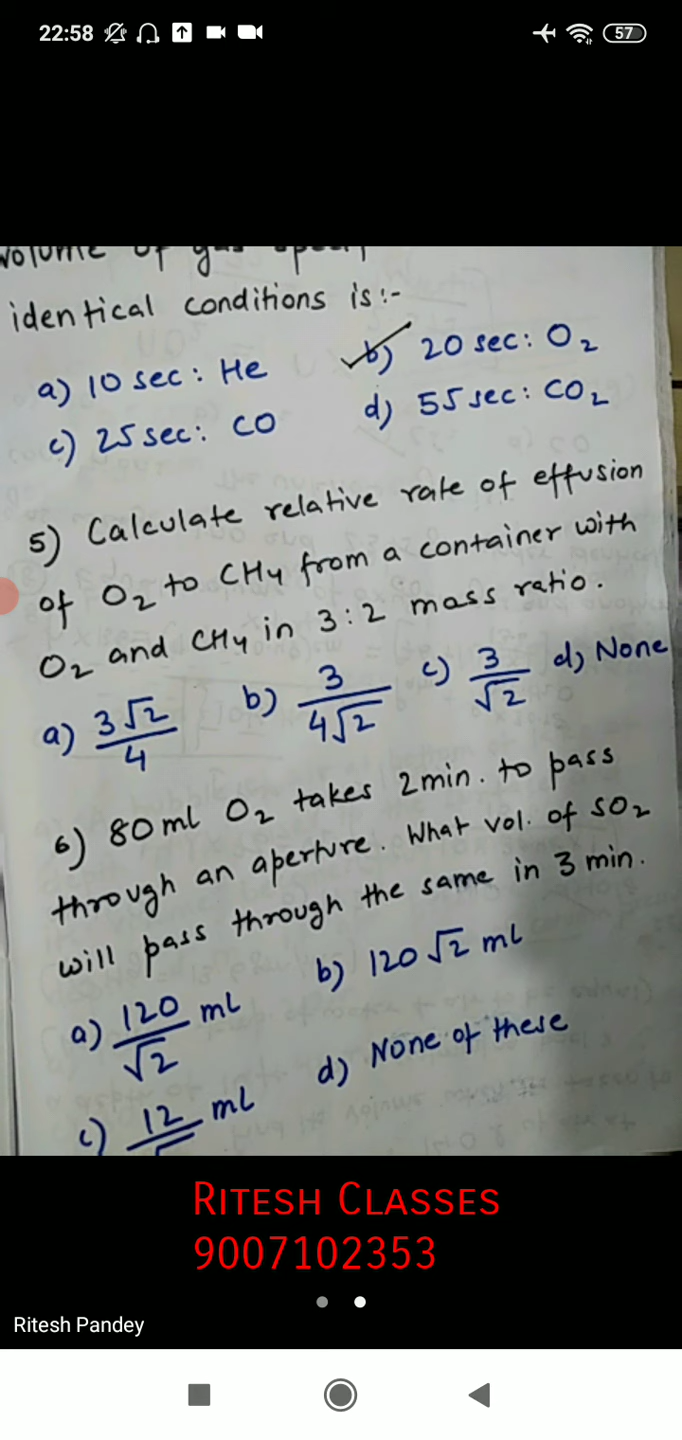 22:58
57
volume of gas
identical conditions is:-
a) 10 sec: He b) 20 sec: O2
c) 25 sec: CO d) 55 sec: CO2
5) Calculate relative rate of effusion
of O2 to CH4 from a container with
O2 and CH4 in 3:2 mass ratio.
a) 3√2/4 b) 3/4√2 c) 3/√2 d) None
6) 80 ml O2 takes 2 min. to pass
through an aperture. What vol. of SO2
will pass through the same in 3 min.
a) 120/√2 ml b) 120√2 ml
c) 12/ ml d) None of these
RITESH CLASSES
9007102353
Ritesh Pandey